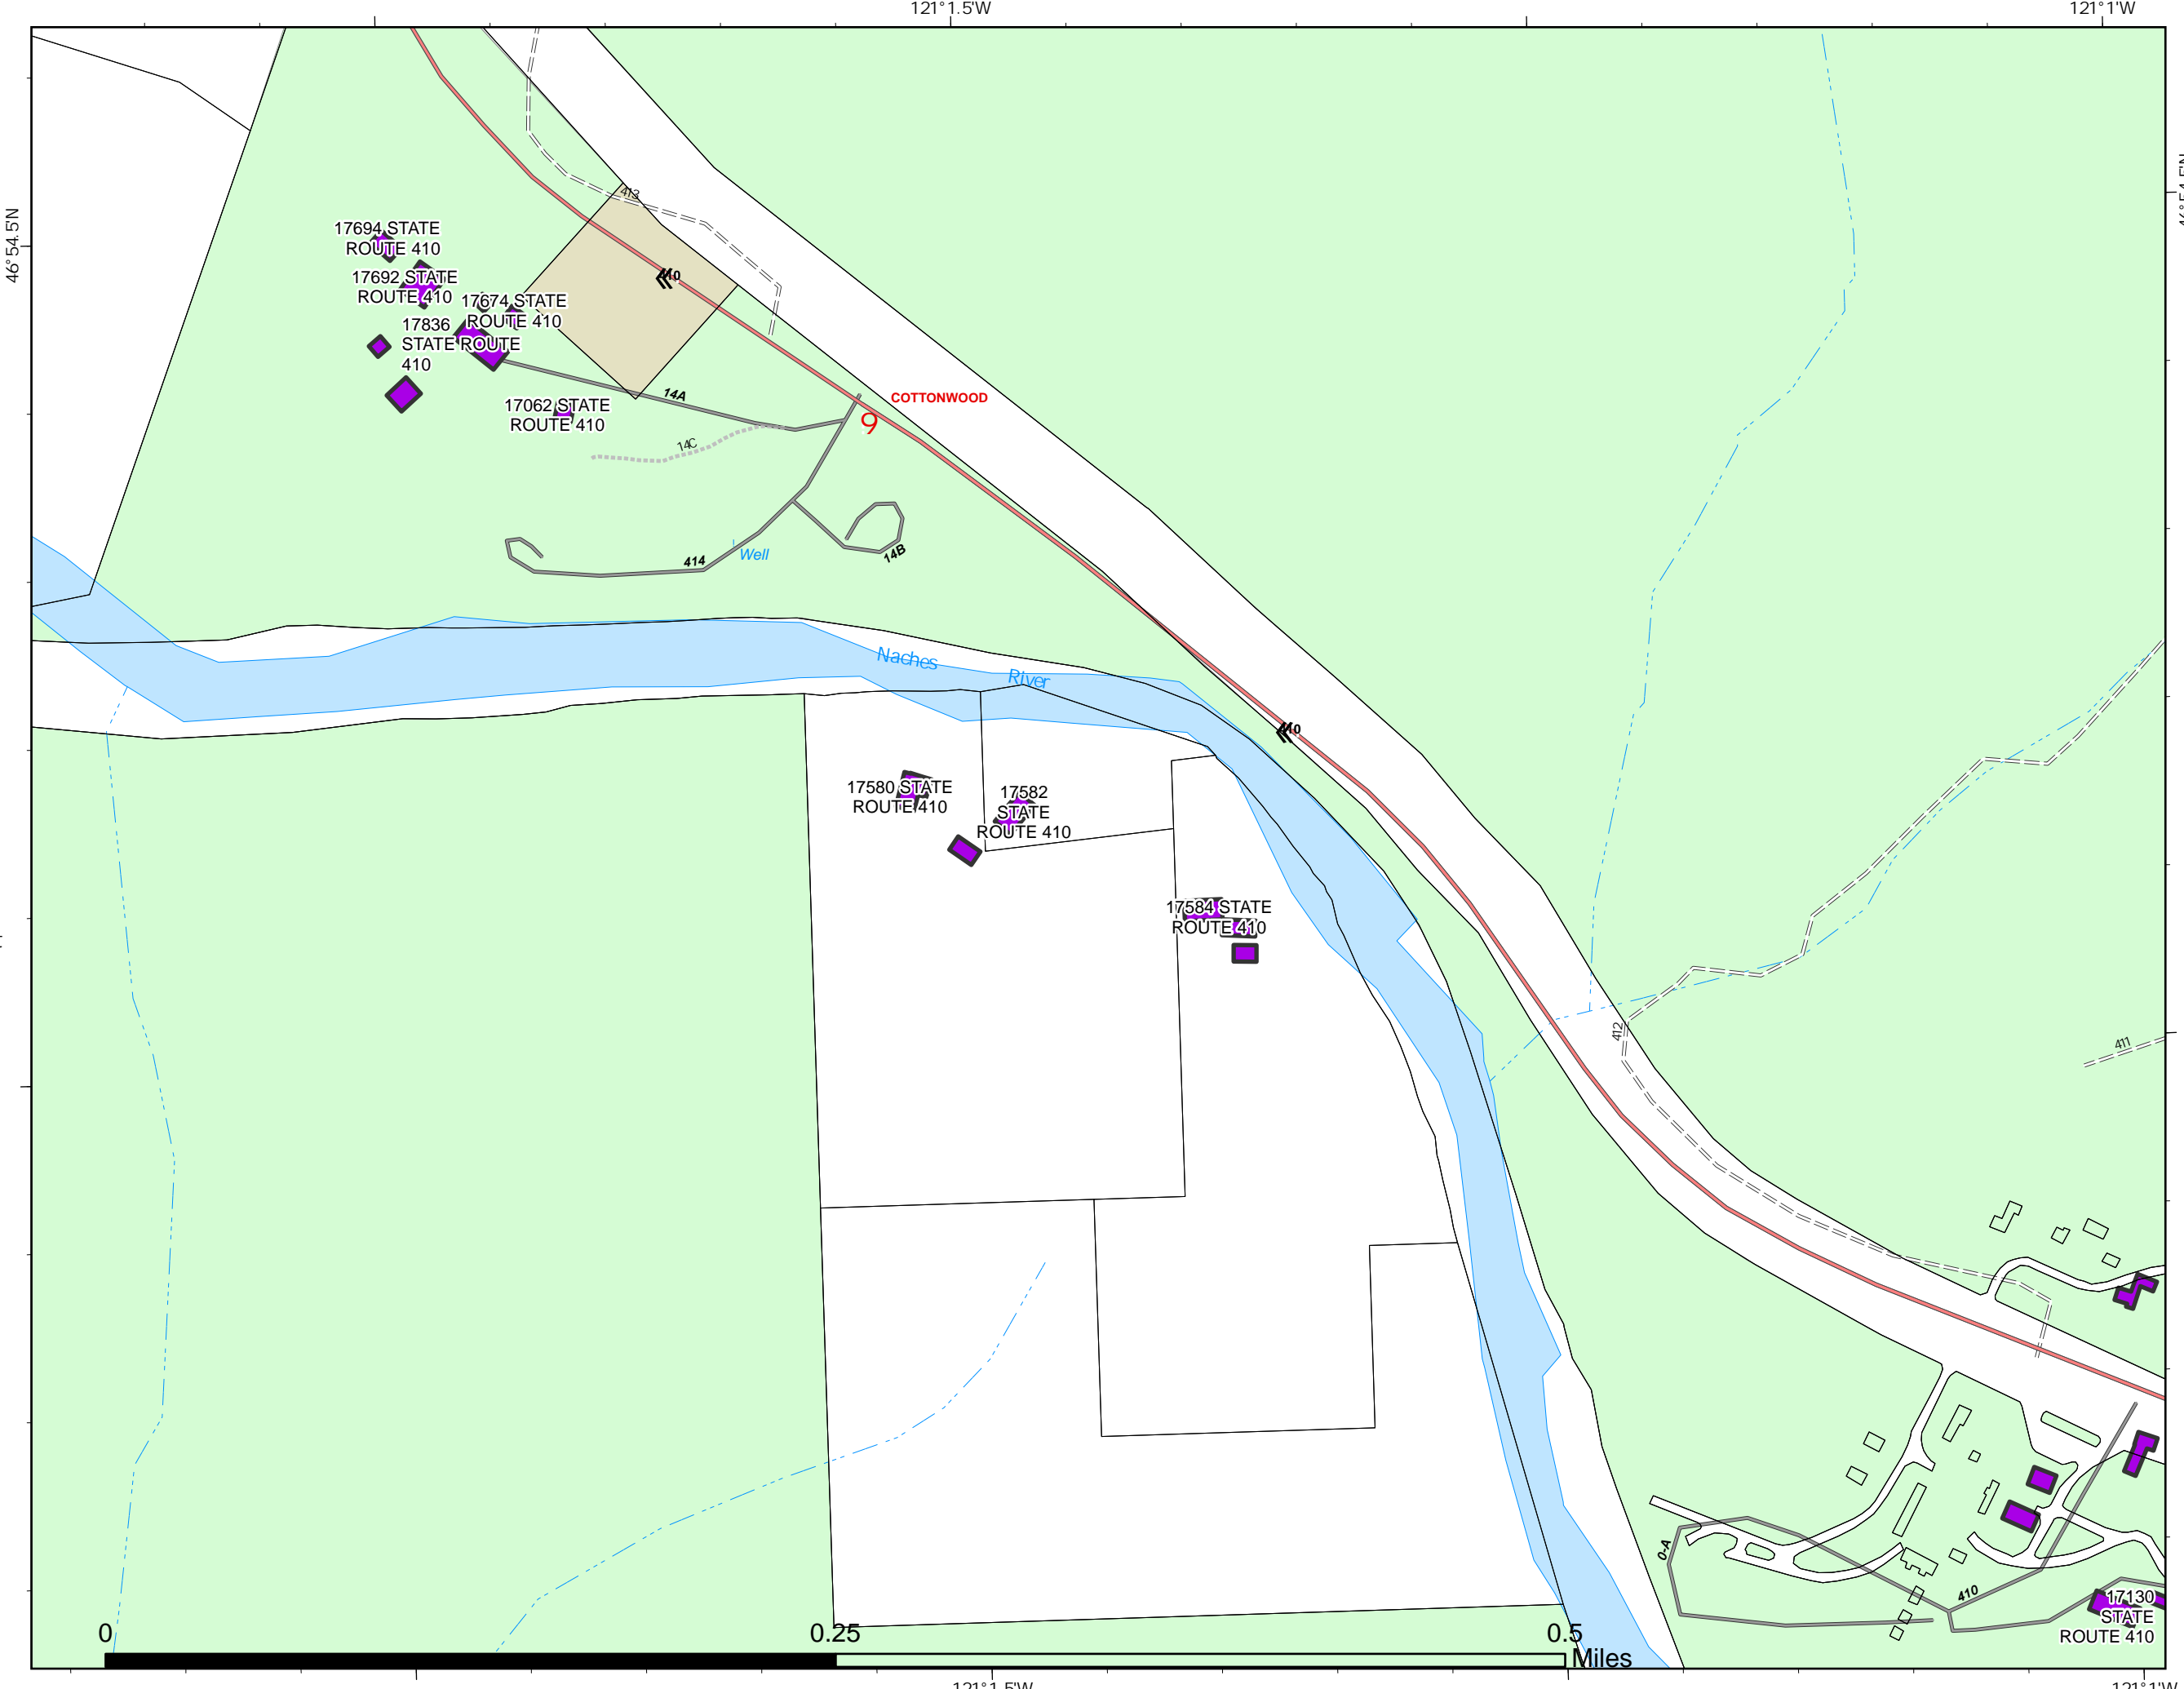 121°1.5'W
121°1'W
46°54.5'N
413
17694 STATE
ROUTE 410
17692 STATE
ROUTE 410
17674 STATE
ROUTE 410
17836
STATE ROUTE
410
14A
COTTONWOOD
9
17062 STATE
ROUTE 410
14C
414
Well
14B
Naches
River
17580 STATE
ROUTE 410
17582
STATE
ROUTE 410
17584 STATE
ROUTE 410
412
411
0-A
410
17130
STATE
ROUTE 410
0
0.25
0.5
Miles
121°1.5'W
121°1'W